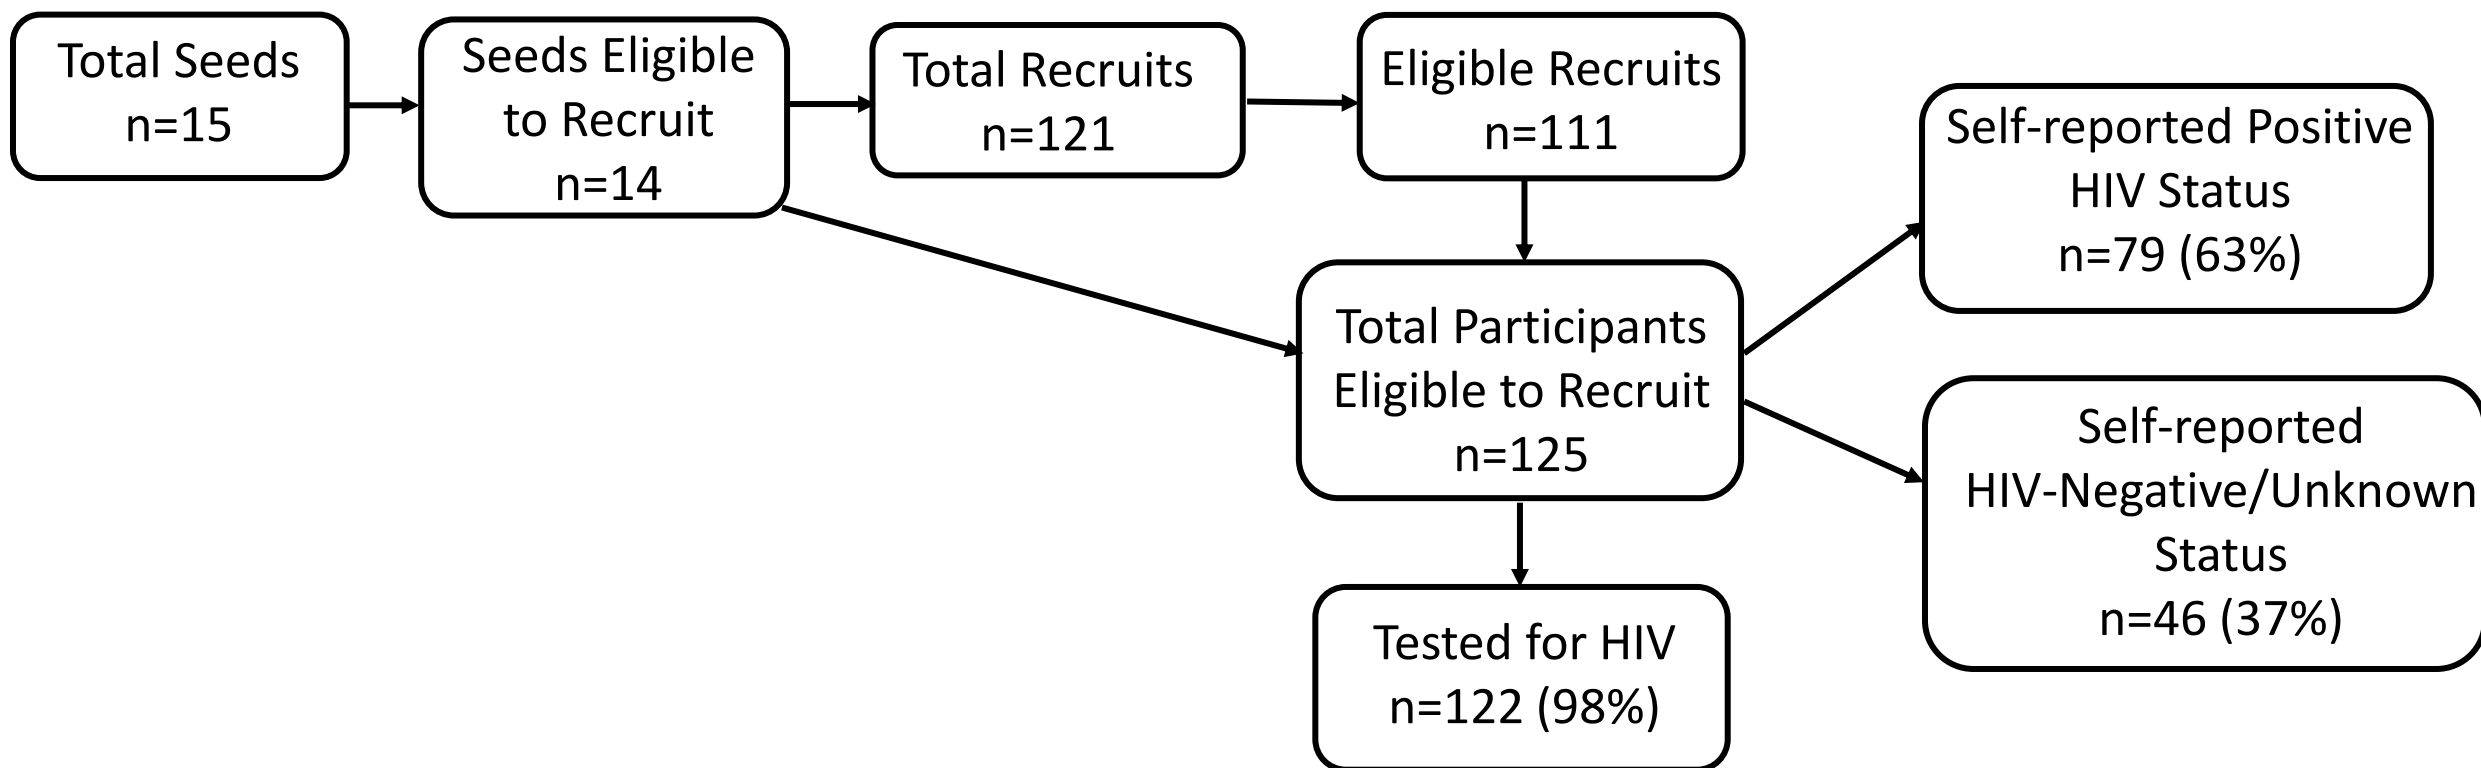 Total Seeds
n=15
Seeds Eligible
to Recruit
n=14
Total Recruits
n=121
Eligible Recruits
n=111
Self-reported Positive
HIV Status
n=79 (63%)
Total Participants
Eligible to Recruit
n=125
Self-reported
HIV-Negative/Unknown
Status
n=46 (37%)
Tested for HIV
n=122 (98%)